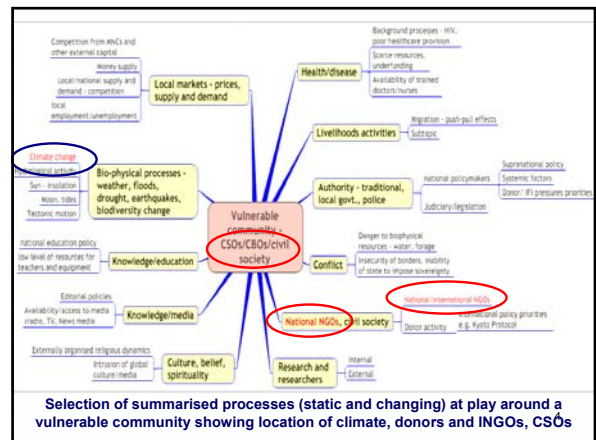 Competition from MNCs and
other external capital
Money supply
Local/national supply and
demand - competition
local
employment/unemployment
Local markets - prices,
supply and demand
Climate change
Hydrological activity
Sun - insolation
Moon, tides
Tectonic motion
Bio-physical processes -
weather, floods,
drought, earthquakes,
biodiversity change
national education policy
low level of resources for
teachers and equipment
Knowledge/education
Editorial policies
Availability/access to media
(radio, TV, News media
Knowledge/media
Externally organised religious dynamics
Intrusion of global
culture/media
Culture, belief,
spirituality
Vulnerable
community -
CSOs/CBOs/civil
society
Health/disease
Background processes - HIV,
poor healthcare provision
Scarce resources,
underfunding
Availability of trained
doctors/nurses
Livelihoods activities
Migration - push-pull effects
Subtopic
Authority - traditional,
local govt., police
national policymakers
Supranational policy
Systemic factors
Donor/ IFI pressures priorities
Judiciary/legislation
Conflict
Danger to biophysical
resources - water, forage
Insecurity of borders, inability
of state to impose sovereignty
National NGOs, civil society
National/international NGOs
Donor activity
international policy priorities
e.g. Kyoto Protocol
Research and
researchers
Internal
External
Selection of summarised processes (static and changing) at play around a
vulnerable community showing location of climate, donors and INGOs, CSOs